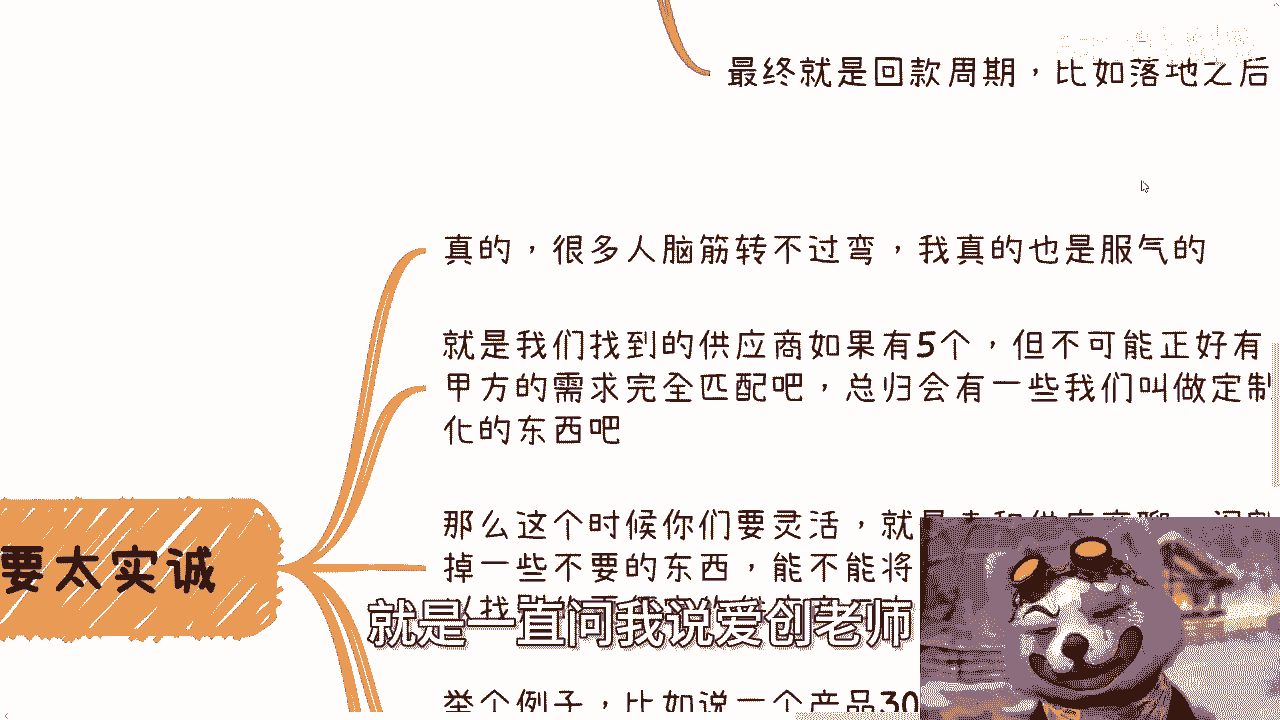 最终就是回款周期，比如落地之后
真的，很多人脑筋转不过弯，我真的也是服气的
就是我们找到的供应商如果有5个，但不可能正好有
甲方的需求完全匹配吧，总归会有一些我们叫做定制
化的东西吧
要太实诚
那么这个时候你们要灵活，就是去和供应商聊，
掉一些不要的东西，能不能将
就是一直问我说爱创老师
举个例子，比如说一个产品30